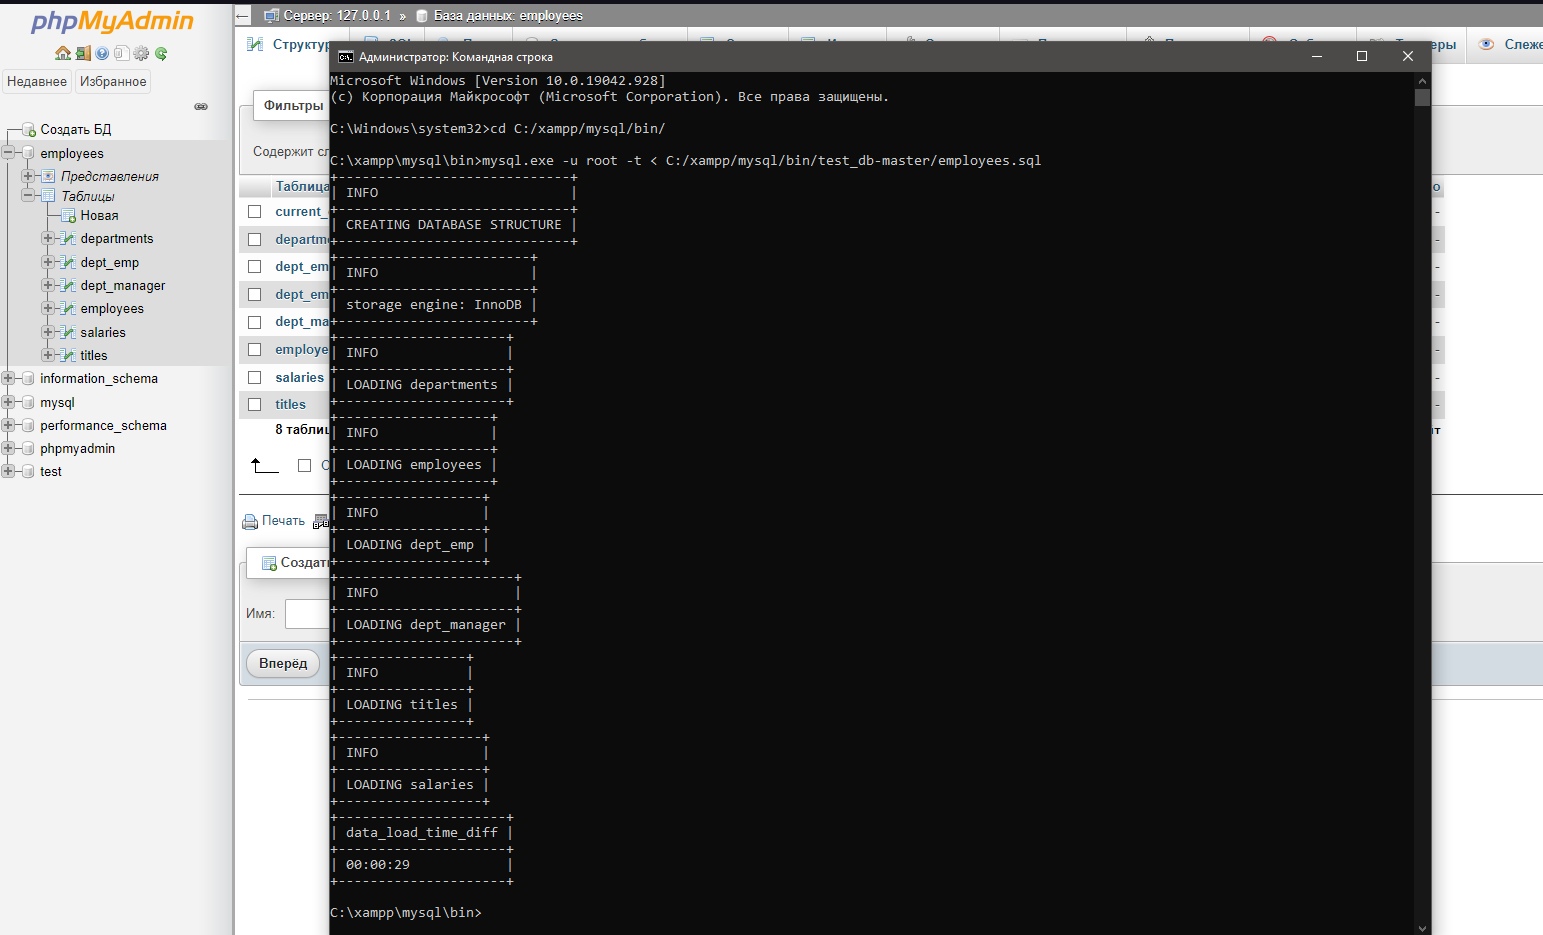 phpMyAdmin
Недавнее Избранное
Создать БД
employees
Представления
Таблицы
Новая
departments
dept_emp
dept_manager
employees
salaries
titles
information_schema
mysql
performance_schema
phpmyadmin
test
Сервер: 127.0.0.1 » База данных: employees
Структур
Слеже
Фильтры
Содержит сл
Таблица
current_
departme
dept_em
dept_em
dept_ma
employe
salaries
titles
8 таблиц
Печать
Создать
Имя:
Вперёд
Администратор: Командная строка
Microsoft Windows [Version 10.0.19042.928]
(c) Корпорация Майкрософт (Microsoft Corporation). Все права защищены.
C:\Windows\system32>cd C:/xampp/mysql/bin/
C:\xampp\mysql\bin>mysql.exe -u root -t < C:/xampp/mysql/bin/test_db-master/employees.sql
+-----------------------------+
| INFO                        |
+-----------------------------+
| CREATING DATABASE STRUCTURE |
+-----------------------------+
+------------------------+
| INFO                   |
+------------------------+
| storage engine: InnoDB |
+------------------------+
+---------------------+
| INFO                |
+---------------------+
| LOADING departments |
+---------------------+
+-------------------+
| INFO              |
+-------------------+
| LOADING employees |
+-------------------+
+------------------+
| INFO             |
+------------------+
| LOADING dept_emp |
+------------------+
+----------------------+
| INFO                 |
+----------------------+
| LOADING dept_manager |
+----------------------+
+----------------+
| INFO           |
+----------------+
| LOADING titles |
+----------------+
+------------------+
| INFO             |
+------------------+
| LOADING salaries |
+------------------+
+---------------------+
| data_load_time_diff |
+---------------------+
| 00:00:29            |
+---------------------+
C:\xampp\mysql\bin>